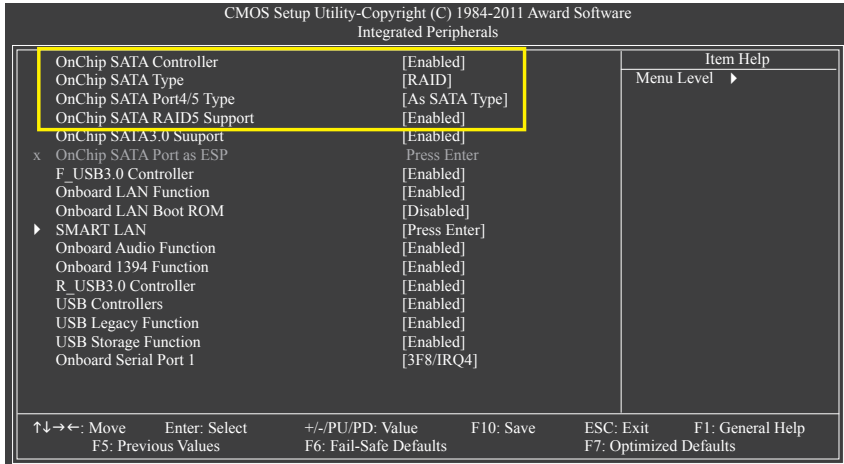 CMOS Setup Utility-Copyright (C) 1984-2011 Award Software
Integrated Peripherals
OnChip SATA Controller [Enabled]
OnChip SATA Type [RAID]
OnChip SATA Port4/5 Type [As SATA Type]
OnChip SATA RAID5 Support [Enabled]
OnChip SATA3.0 Suuport [Enabled]
x OnChip SATA Port as ESP Press Enter
F_USB3.0 Controller [Enabled]
Onboard LAN Function [Enabled]
Onboard LAN Boot ROM [Disabled]
SMART LAN [Press Enter]
Onboard Audio Function [Enabled]
Onboard 1394 Function [Enabled]
R_USB3.0 Controller [Enabled]
USB Controllers [Enabled]
USB Legacy Function [Enabled]
USB Storage Function [Enabled]
Onboard Serial Port 1 [3F8/IRQ4]
Item Help
Menu Level
↑↓→←: Move Enter: Select +/-/PU/PD: Value F10: Save ESC: Exit F1: General Help
F5: Previous Values F6: Fail-Safe Defaults F7: Optimized Defaults